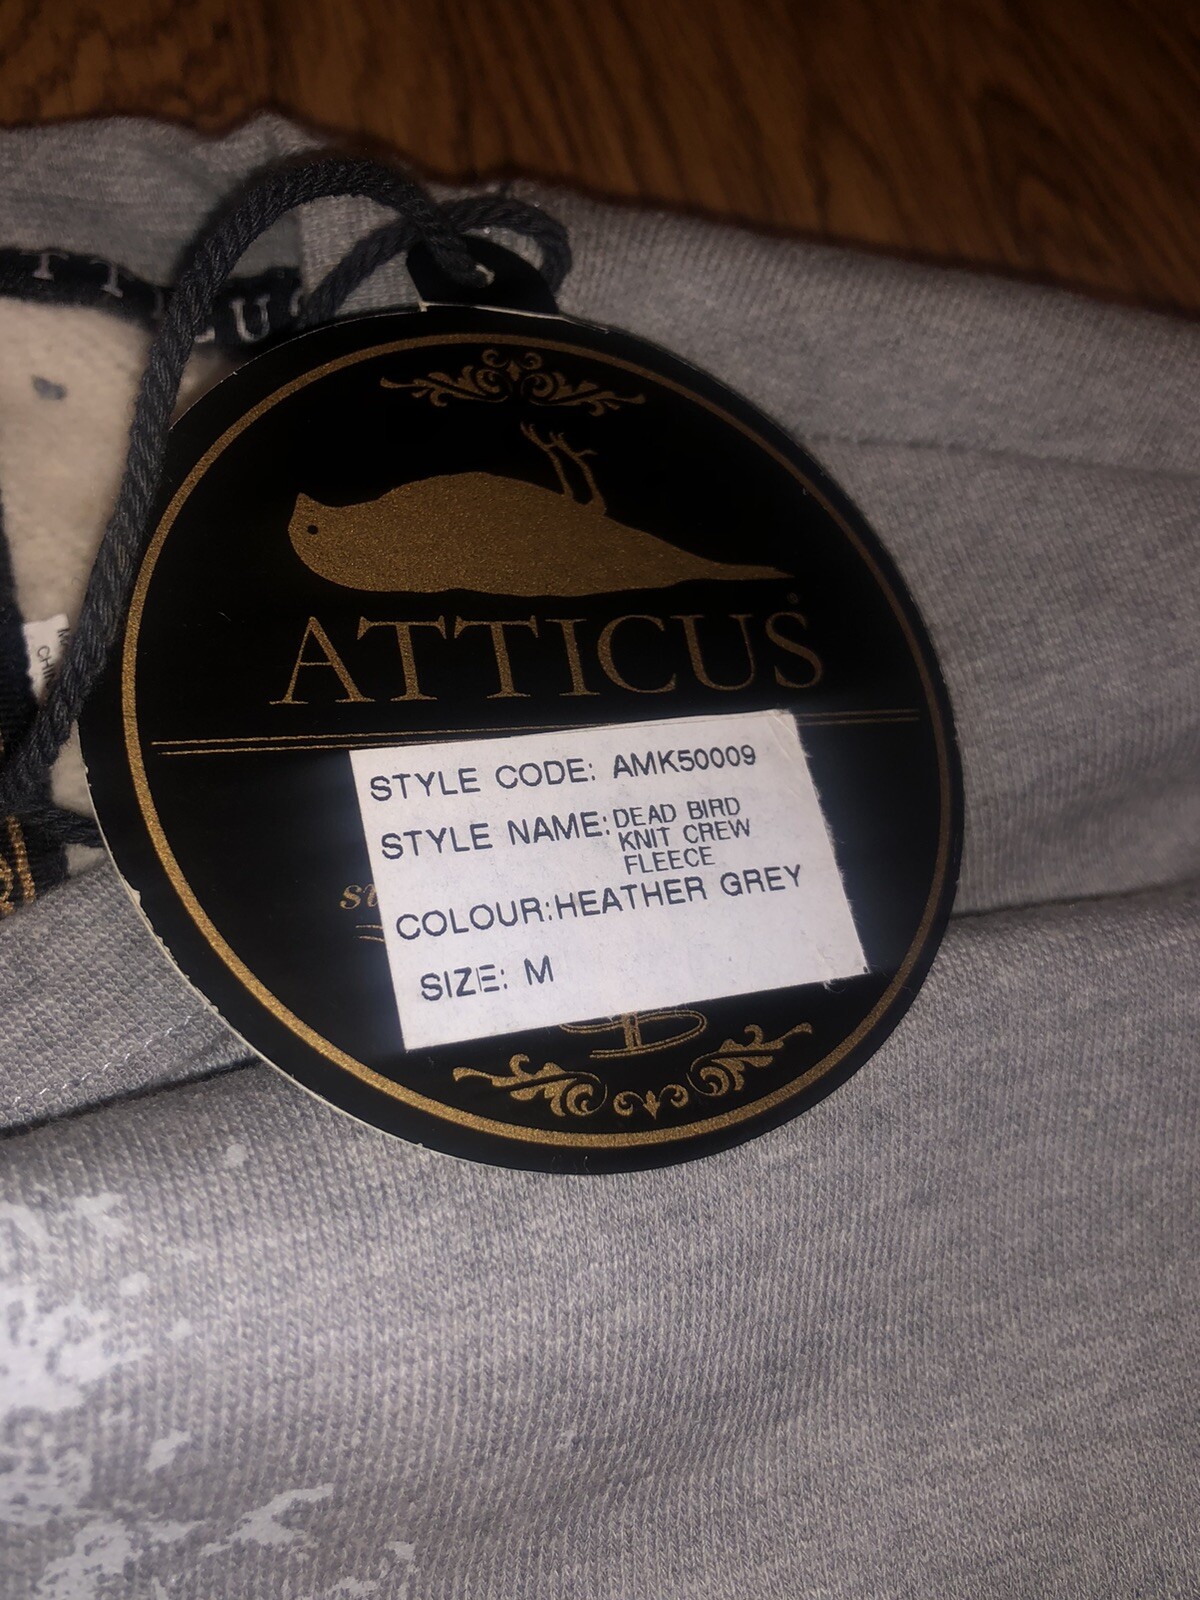 ATTICUS
STYLE CODE: AMK50009
STYLE NAME: DEAD BIRD
KNIT CREW
FLEECE
COLOUR: HEATHER GREY
SIZE: M